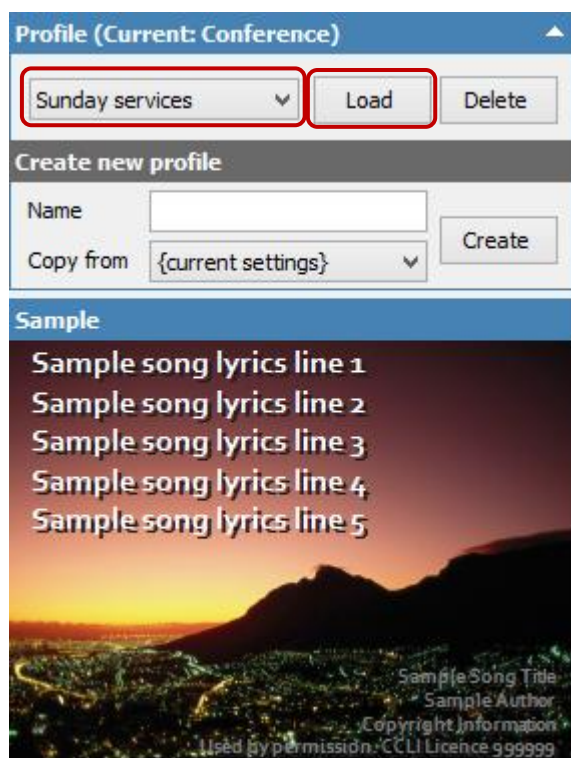 Profile (Current: Conference)
Sunday services Load Delete
Create new profile
Name
Create
Copy from {current settings}
Sample
Sample song lyrics line 1
Sample song lyrics line 2
Sample song lyrics line 3
Sample song lyrics line 4
Sample song lyrics line 5
Sample Song Title
Sample Author
Copyright Information
Used by permission. CCLI Licence 999999